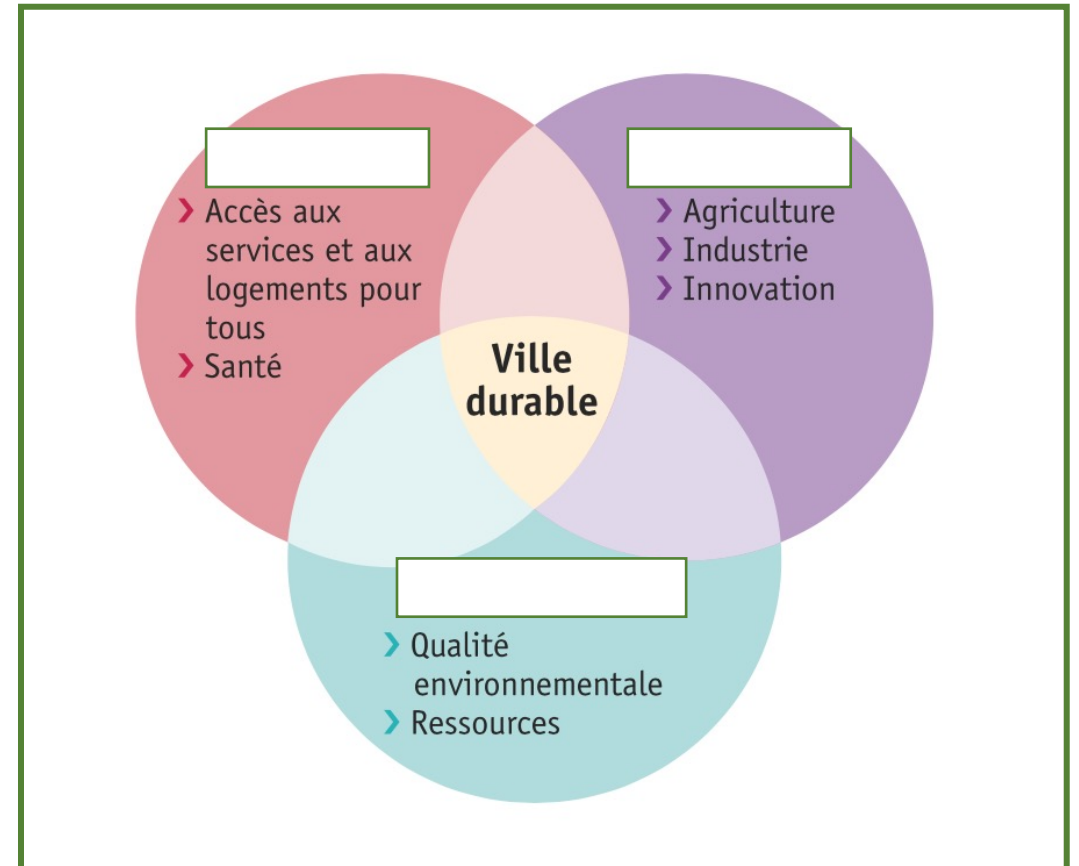 ❯ Accès aux
services et aux
logements pour
tous
❯ Santé
❯ Agriculture
❯ Industrie
❯ Innovation
Ville
durable
❯ Qualité
environnementale
❯ Ressources